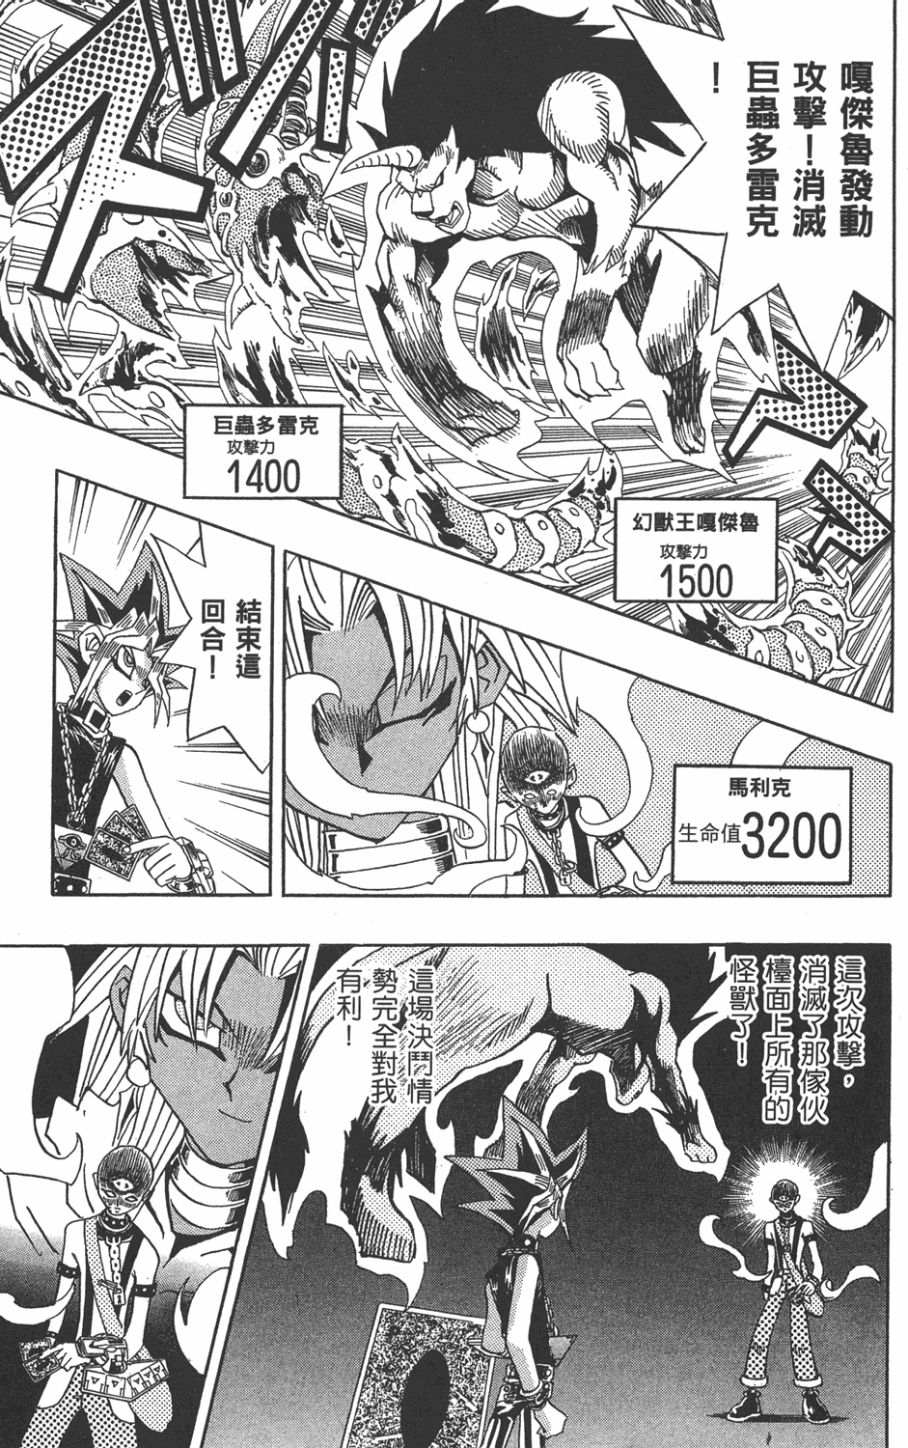 嘎傑魯發動
攻擊！消滅
巨蟲多雷克
！
巨蟲多雷克
攻擊力
1400
幻獸王嘎傑魯
攻擊力
1500
馬利克
生命值3200
結束這
回合！
這次攻擊，
消滅了那傢伙
檯面上所有的
怪獸了！
這場決鬥情
勢完全對我
有利！